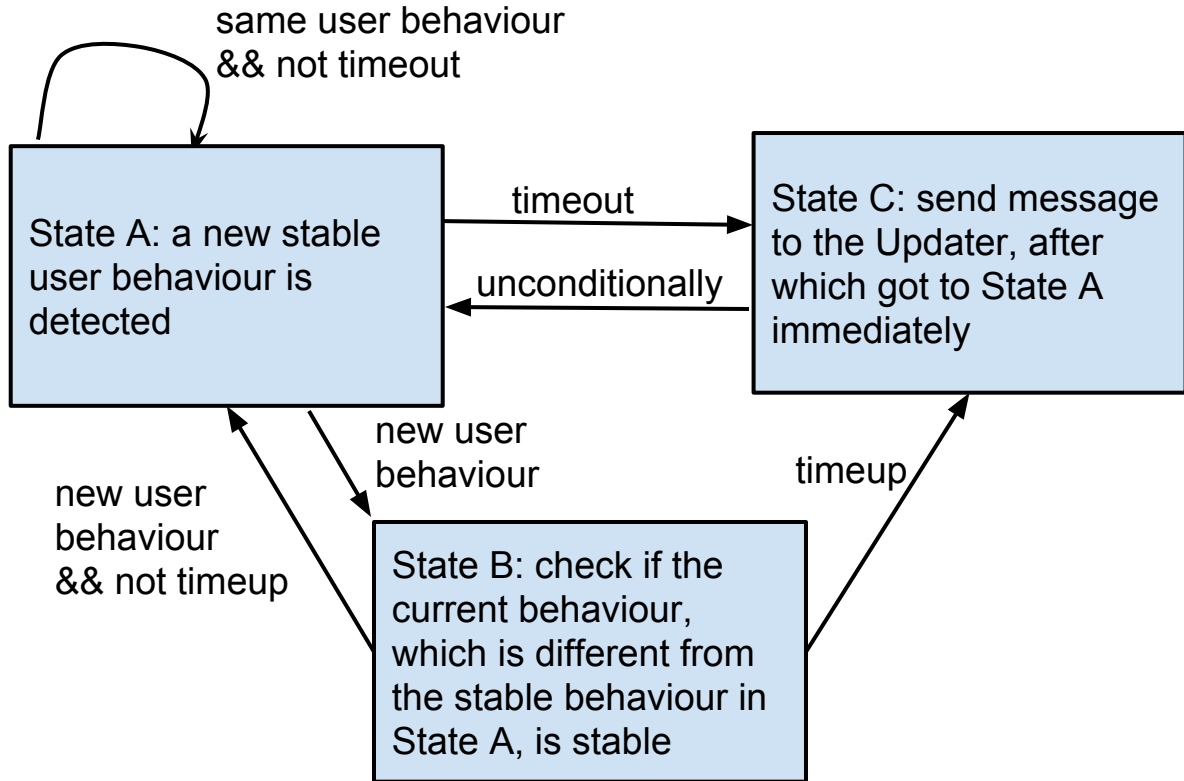 same user behaviour
&& not timeout
State A: a new stable
user behaviour is
detected
timeout
unconditionally
State C: send message
to the Updater, after
which got to State A
immediately
new user
behaviour
timeup
new user
behaviour
&& not timeup
State B: check if the
current behaviour,
which is different from
the stable behaviour in
State A, is stable